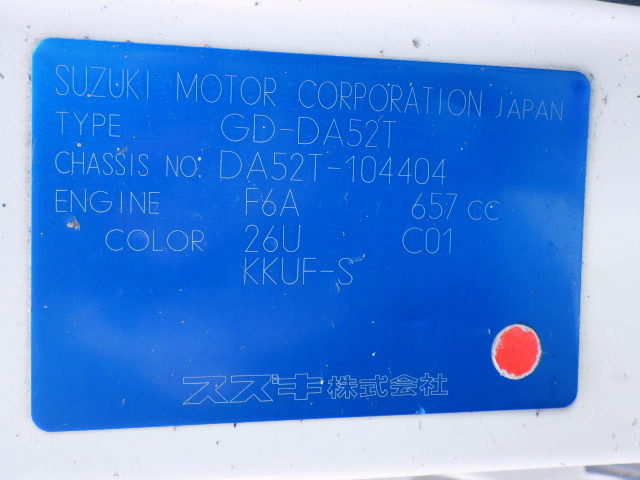 SUZUKI MOTOR CORPORATION JAPAN
TYPE GD-DA52T
CHASSIS NO. DA52T-104404
ENGINE F6A 657 CC
COLOR 26U C01
KKUF-S
スズキ株式会社